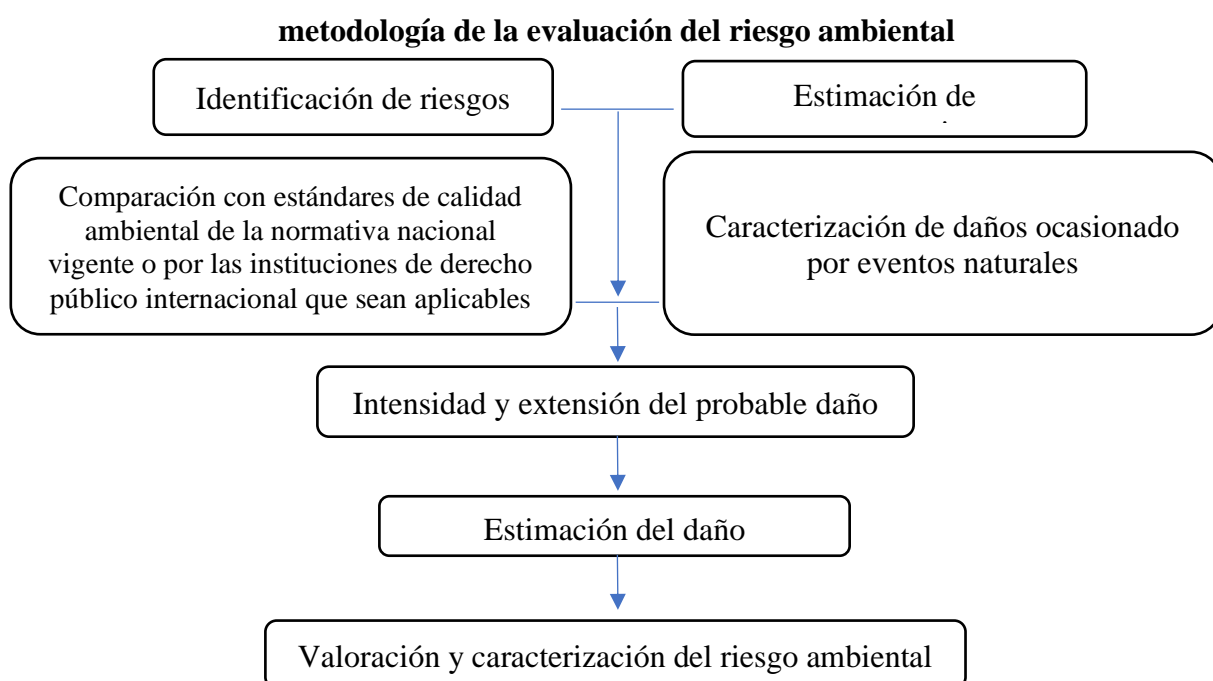 metodología de la evaluación del riesgo ambiental
Identificación de riesgos
Estimación de
Comparación con estándares de calidad
ambiental de la normativa nacional
vigente o por las instituciones de derecho
público internacional que sean aplicables
Caracterización de daños ocasionado
por eventos naturales
Intensidad y extensión del probable daño
Estimación del daño
Valoración y caracterización del riesgo ambiental